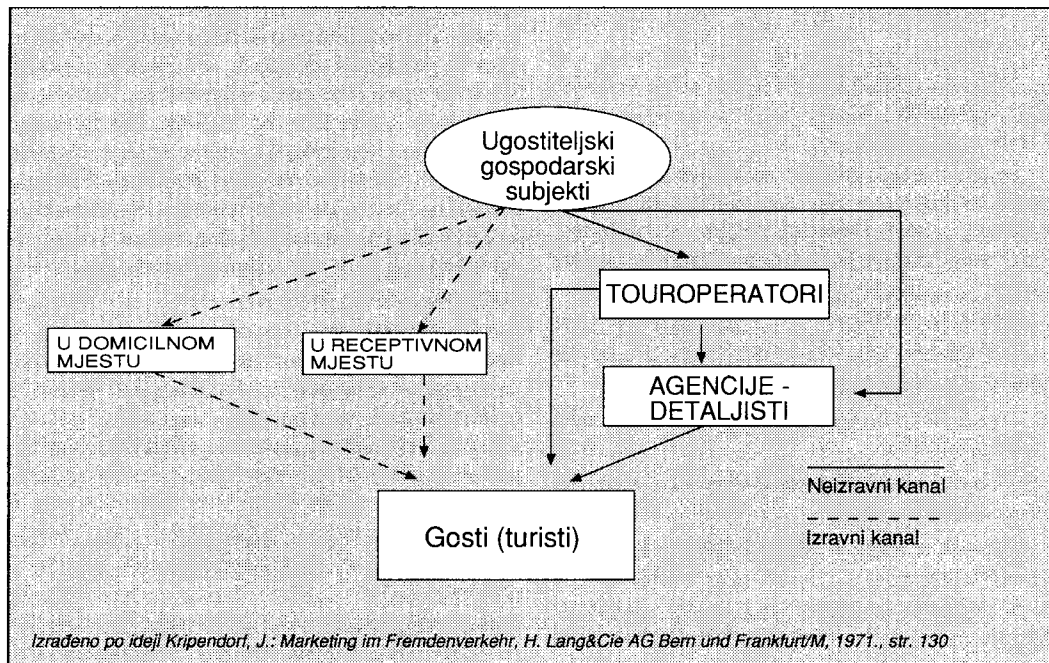 Ugostiteljski
gospodarski
subjekti
TOUROPERATORI
U DOMICILNOM
MJESTU
U RECEPTIVNOM
MJESTU
AGENCIJE -
DETALJISTI
Gosti (turisti)
Neizravni kanal
Izravni kanal
Izrađeno po ideji Kripendorf, J.: Marketing im Fremdenverkehr, H. Lang&Cie AG Bern und Frankfurt/M, 1971., str. 130